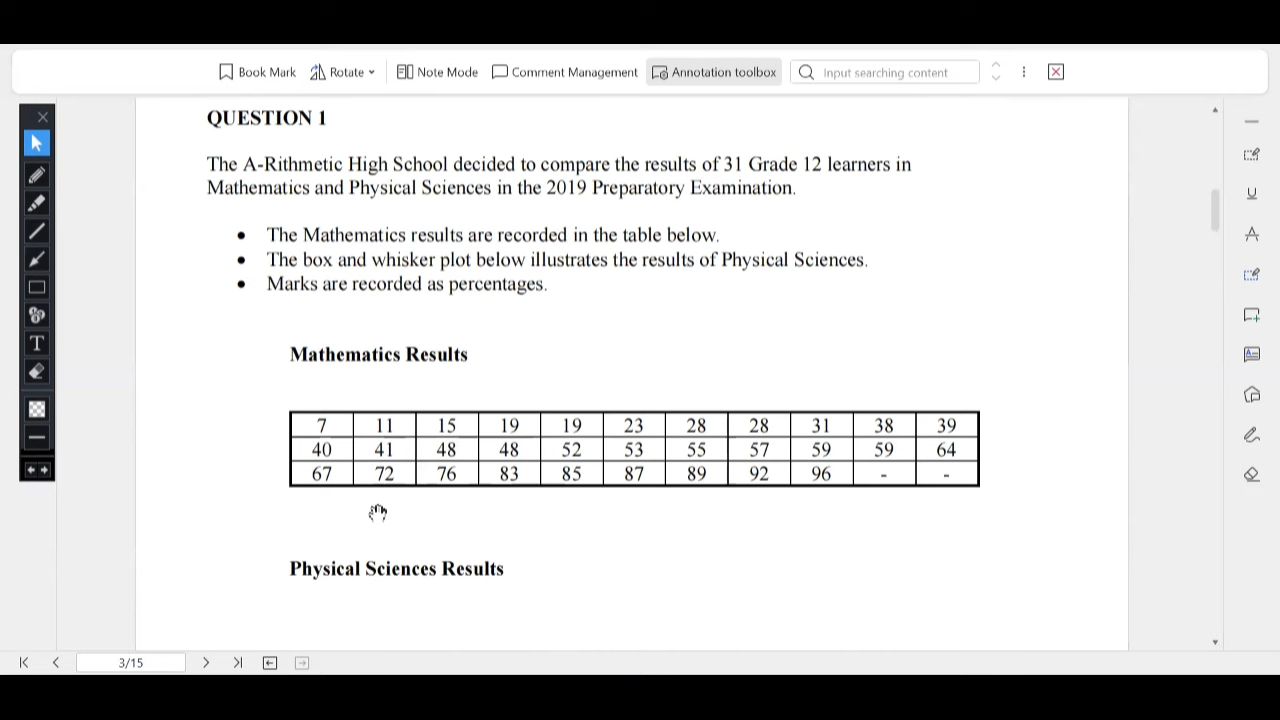 Book Mark Rotate Note Mode Comment Management Annotation toolbox Input searching content
QUESTION 1
The A-Rithmetic High School decided to compare the results of 31 Grade 12 learners in
Mathematics and Physical Sciences in the 2019 Preparatory Examination.
• The Mathematics results are recorded in the table below.
• The box and whisker plot below illustrates the results of Physical Sciences.
• Marks are recorded as percentages.
Mathematics Results
7 11 15 19 19 23 28 28 31 38 39
40 41 48 48 52 53 55 57 59 59 64
67 72 76 83 85 87 89 92 96 - -
Physical Sciences Results
3/15